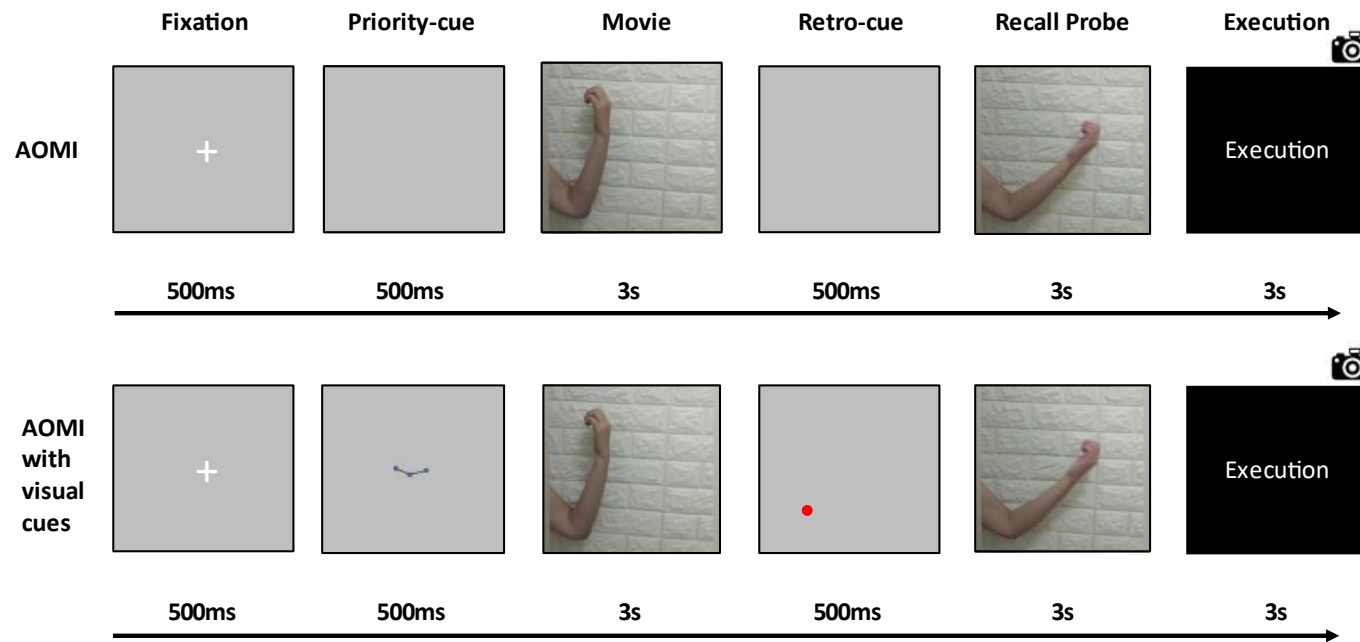 Fixation Priority-cue Movie Retro-cue Recall Probe Execution
AOMI
Execution
500ms 500ms 3s 500ms 3s 3s
AOMI
with
visual
cues
Execution
500ms 500ms 3s 500ms 3s 3s